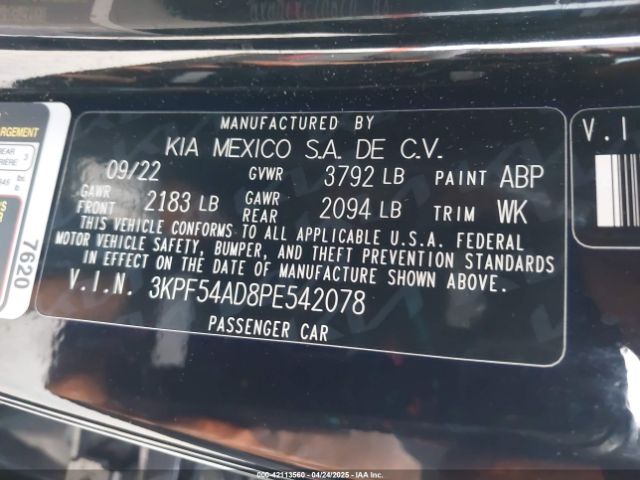 MANUFACTURED BY
KIA MEXICO S.A. DE C.V.
09/22 GVWR 3792 LB PAINT ABP
GAWR FRONT 2183 LB GAWR REAR 2094 LB TRIM WK
THIS VEHICLE CONFORMS TO ALL APPLICABLE U.S.A. FEDERAL
MOTOR VEHICLE SAFETY, BUMPER, AND THEFT PREVENTION STANDARDS
IN EFFECT ON THE DATE OF MANUFACTURE SHOWN ABOVE.
V.I.N. 3KPF54AD8PE542078
PASSENGER CAR
7620
V.I
000-42113560 - 04/24/2025 - IAAI.com